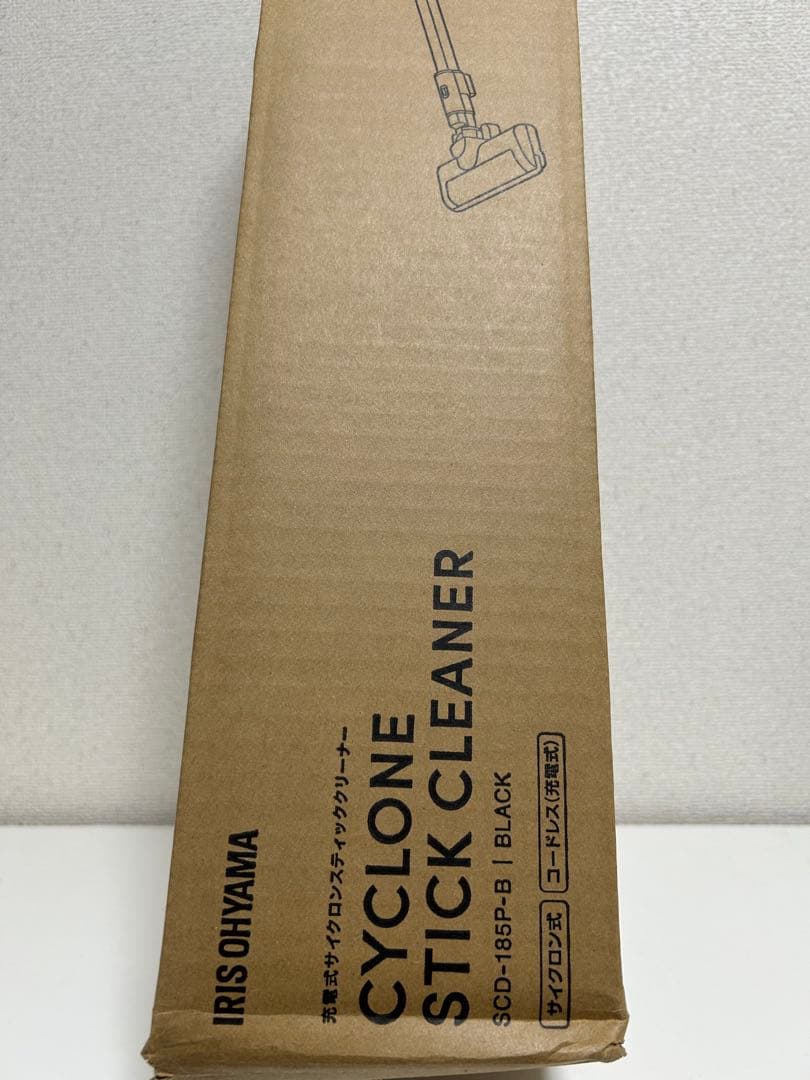 IRIS OHYAMA
充電式サイクロンスティッククリーナー
CYCLONE
STICK CLEANER
SCD-185P-B | BLACK
サイクロン式 コードレス(充電式)